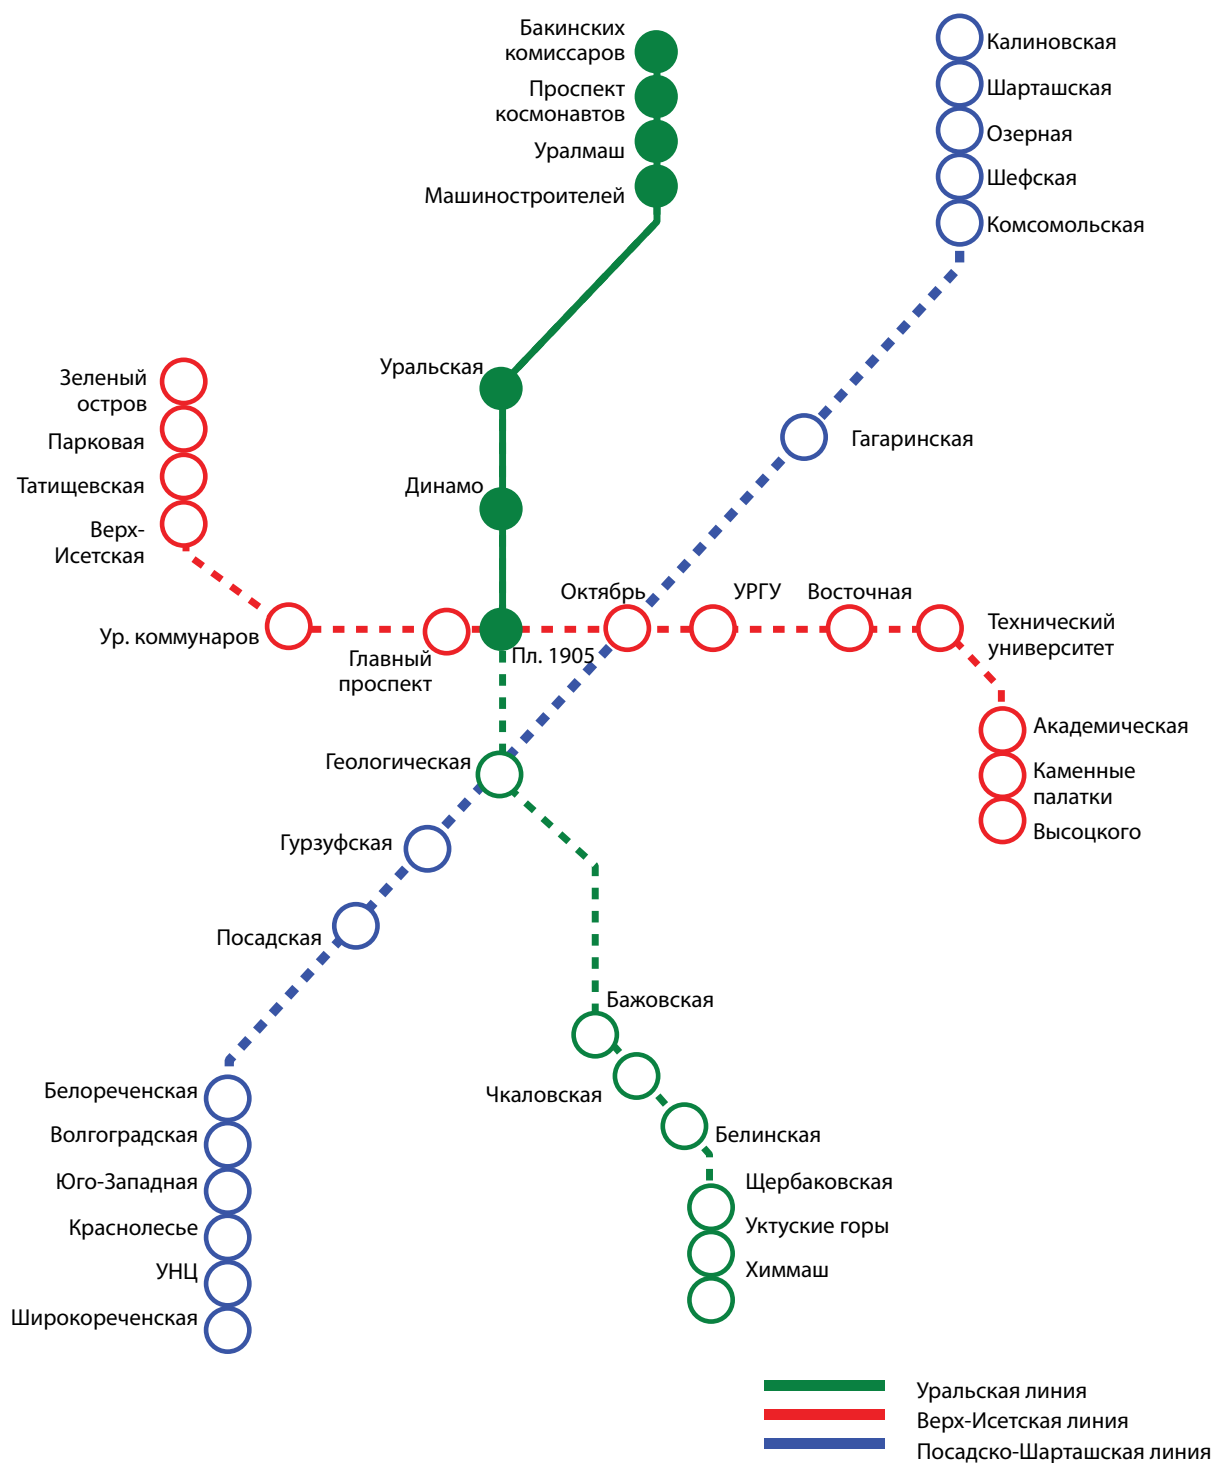 Бакинских
комиссаров
Проспект
космонавтов
Уралмаш
Машиностроителей
Калиновская
Шарташская
Озерная
Шефская
Комсомольская
Уральская
Гагаринская
Динамо
Зеленый
остров
Парковая
Татищевская
Верх-
Исетская
Ур. коммунаров
Главный
проспект
Пл. 1905
Октябрь
УРГУ
Восточная
Технический
университет
Академическая
Каменные
палатки
Высоцкого
Геологическая
Гурзуфская
Посадская
Бажовская
Чкаловская
Белинская
Щербаковская
Уктуские горы
Химмаш
Белореченская
Волгоградская
Юго-Западная
Краснолесье
УНЦ
Широкореченская
Уральская линия
Верх-Исетская линия
Посадско-Шарташская линия